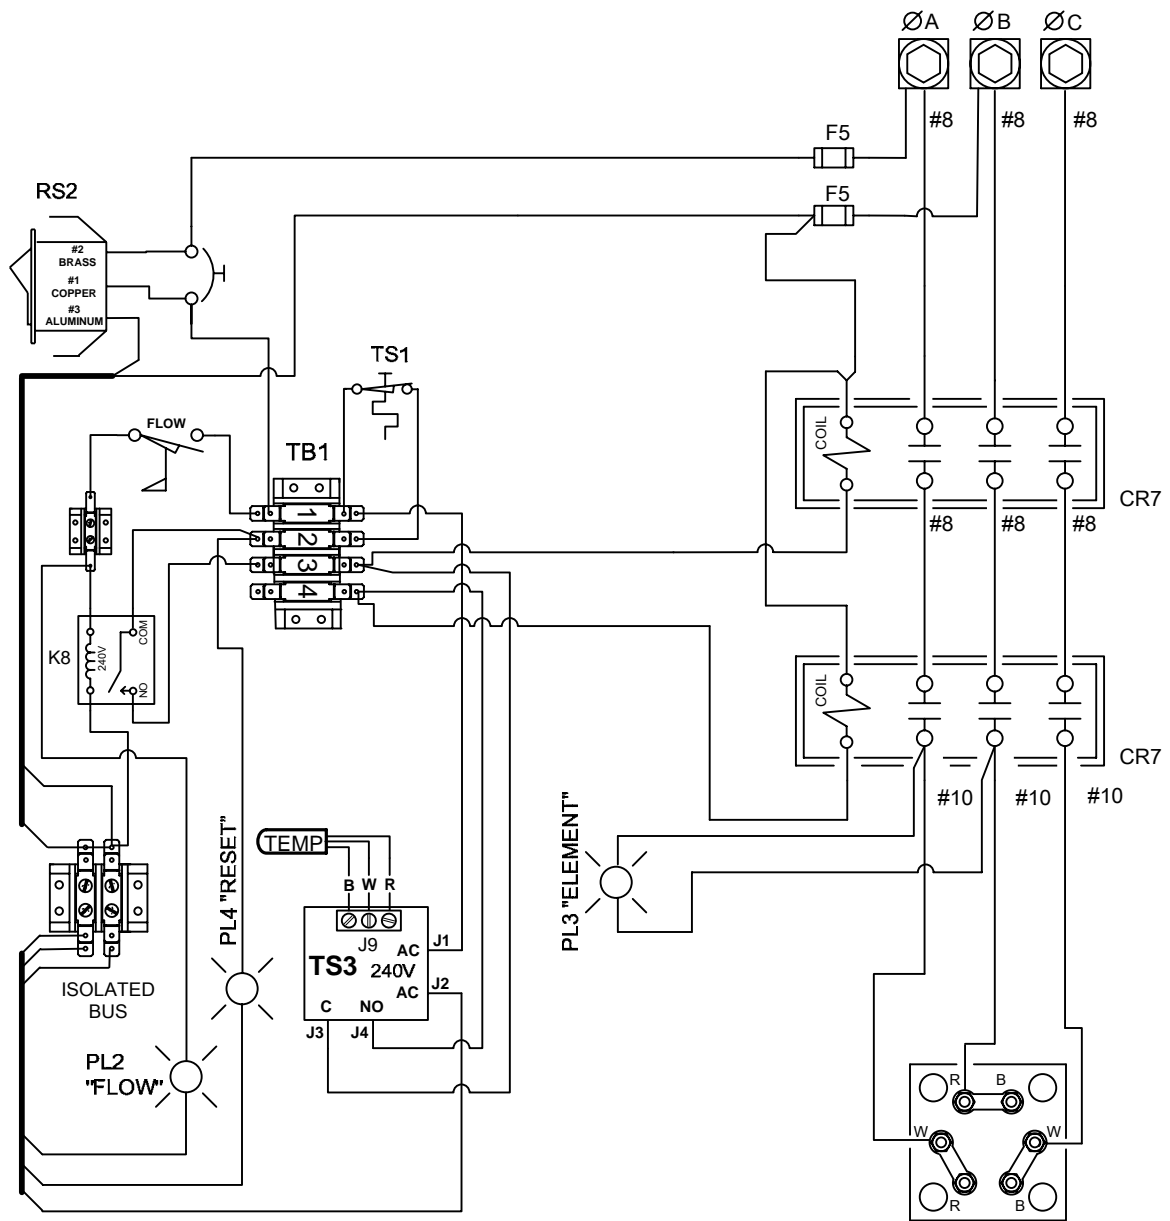 ØA ØB ØC
#8 #8 #8
F5
F5
RS2
#2
BRASS
#1
COPPER
#3
ALUMINUM
TS1
FLOW
TB1
1
2
3
4
COIL
CR7
#8 #8 #8
K8
240V
COM
NO
COIL
CR7
#10 #10 #10
PL4 "RESET"
TEMP
B W R
J9
TS3 240V
AC J1
AC J2
C NO
J3 J4
PL3 "ELEMENT"
ISOLATED
BUS
PL2
"FLOW"
R B
W W
R B